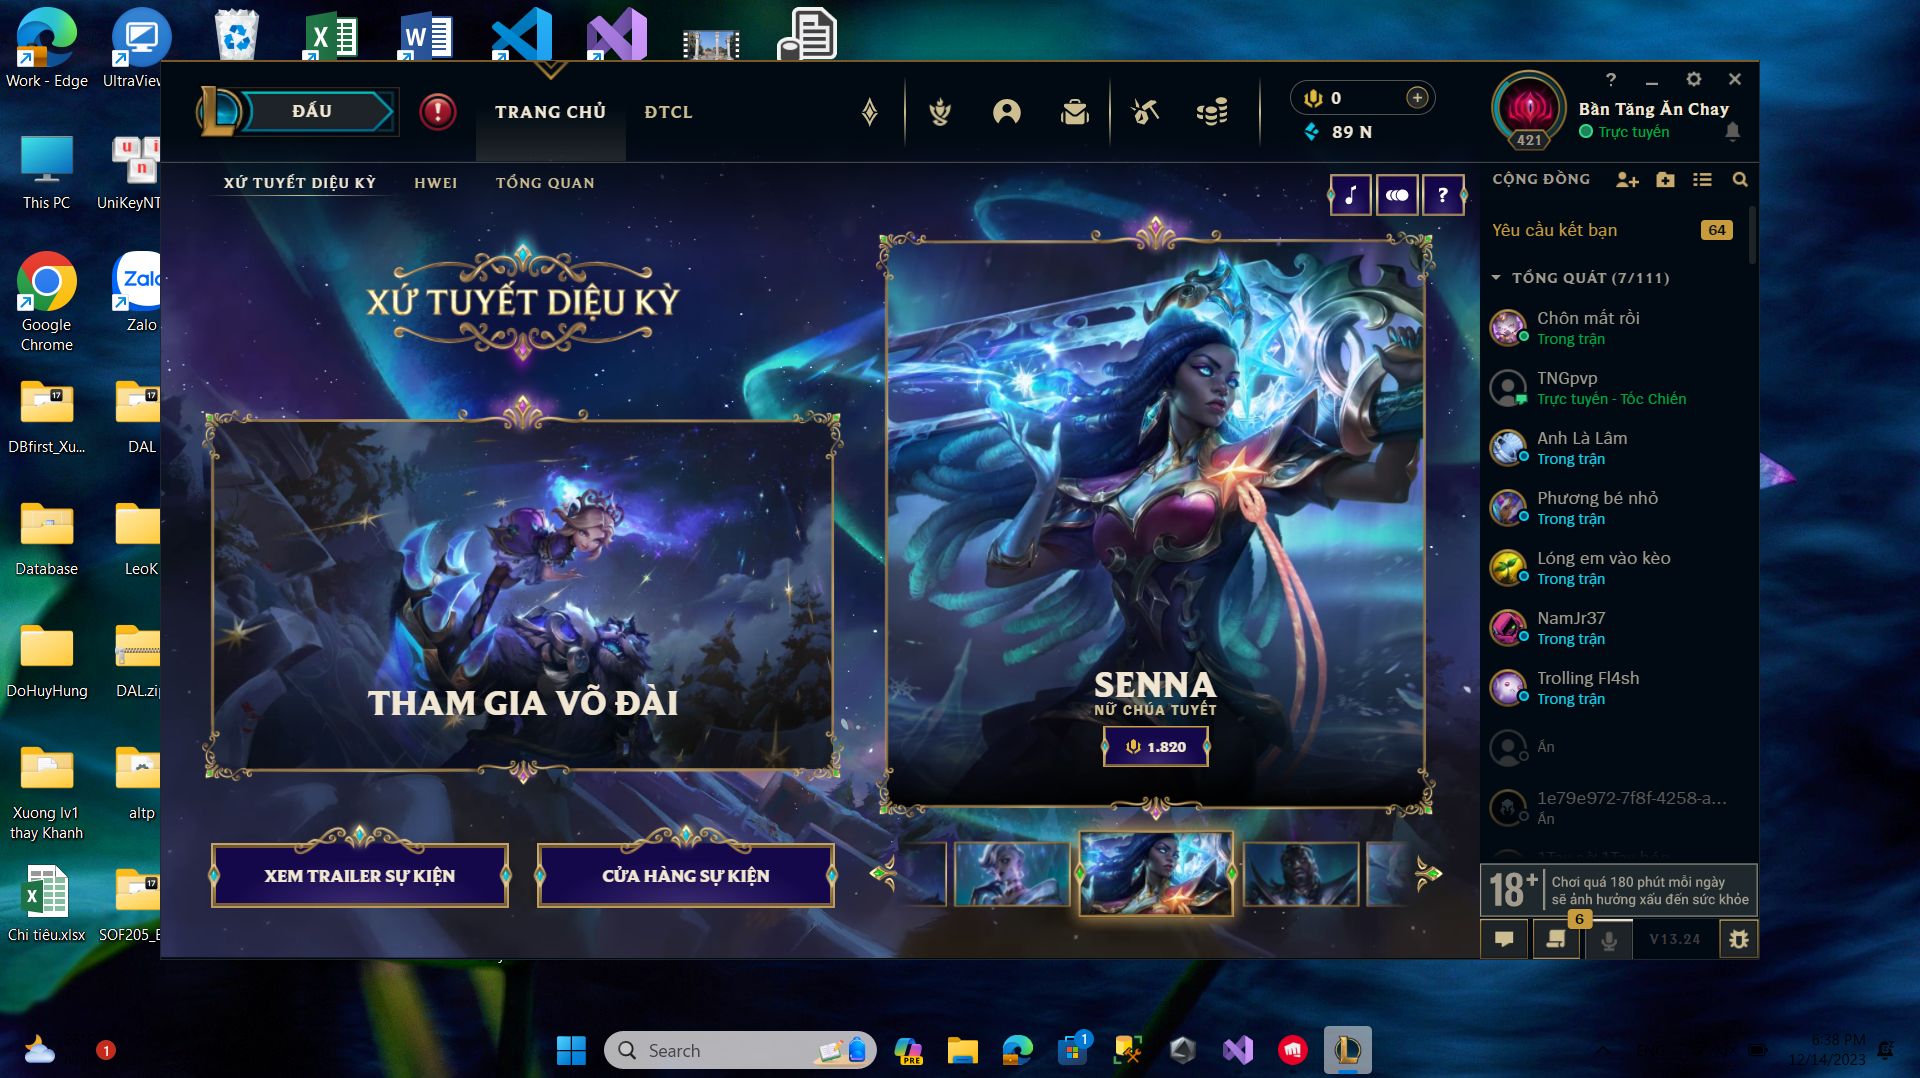 Work - Edge
UltraView
ĐẤU
TRANG CHỦ
ĐTCL
0
89 N
421
Bàn Tăng Ăn Chay
Trực tuyến
This PC
UniKeyNT
XỨ TUYẾT DIỆU KỲ
HWEI
TỔNG QUAN
?
CỘNG ĐỒNG
Yêu cầu kết bạn
64
TỔNG QUÁT (7/111)
Chôn mất rồi
Trong trận
TNGpvp
Trực tuyến - Tốc Chiến
Anh Là Lâm
Trong trận
Phương bé nhỏ
Trong trận
Lóng em vào kèo
Trong trận
NamJr37
Trong trận
Trolling Fl4sh
Trong trận
Ẩn
1e79e972-7f8f-4258-a...
Ẩn
18+
Chơi quá 180 phút mỗi ngày
sẽ ảnh hưởng xấu đến sức khỏe
6
V13.24
XỨ TUYẾT DIỆU KỲ
THAM GIA VÕ ĐÀI
SENNA
NỮ CHÚA TUYẾT
1.820
XEM TRAILER SỰ KIỆN
CỬA HÀNG SỰ KIỆN
Google
Chrome
Zalo
DBfirst_Xu...
DAL
Database
LeoK
DoHuyHung
DAL.zip
Xuong lv1
thay Khanh
altp
Chi tiêu.xlsx
SOF205_
1
Search
PRE
1
6:38 PM
12/14/2023